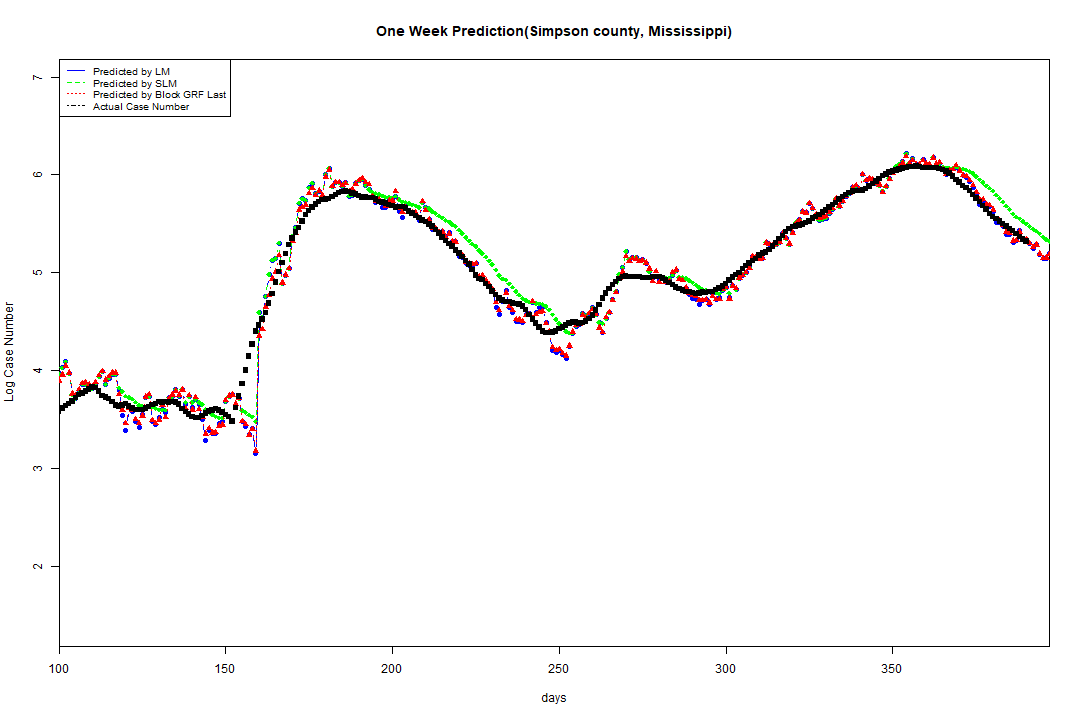 One Week Prediction(Simpson county, Mississippi)
Predicted by LM
Predicted by SLM
Predicted by Block GRF Last
Actual Case Number
7
6
5
4
3
2
Log Case Number
100 150 200 250 300 350
days